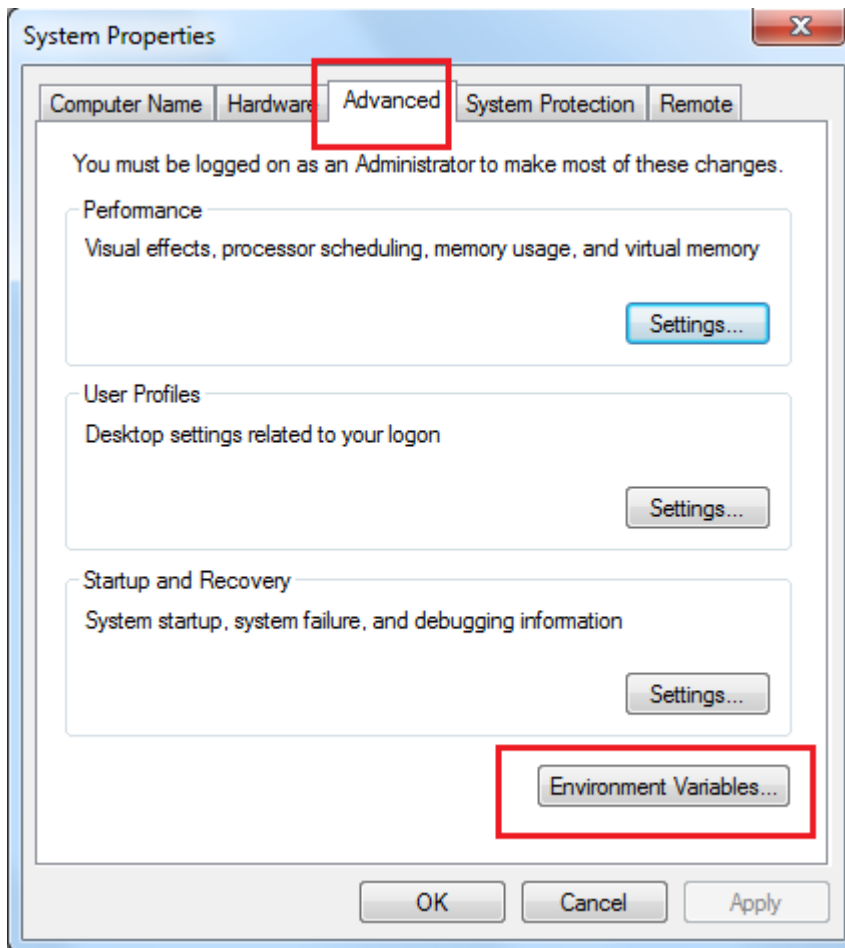 System Properties
Computer Name
Hardware
Advanced
System Protection
Remote
You must be logged on as an Administrator to make most of these changes.
Performance
Visual effects, processor scheduling, memory usage, and virtual memory
Settings...
User Profiles
Desktop settings related to your logon
Settings...
Startup and Recovery
System startup, system failure, and debugging information
Settings...
Environment Variables...
OK
Cancel
Apply